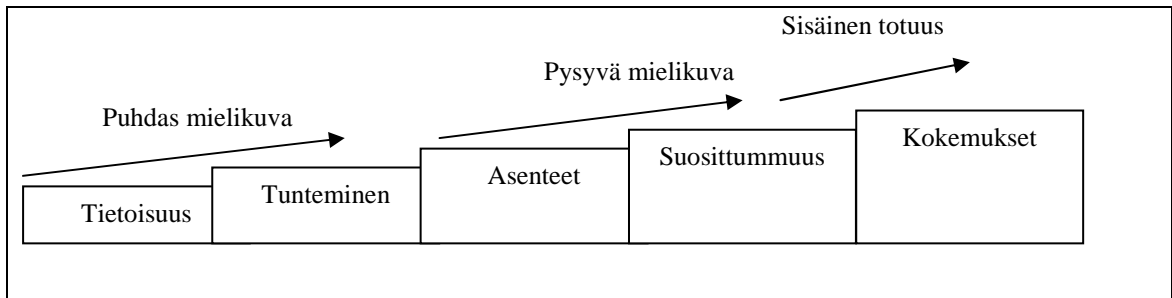 Sisäinen totuus
Pysyvä mielikuva
Puhdas mielikuva
Tietoisuus
Tunteminen
Asenteet
Suosittummuus
Kokemukset